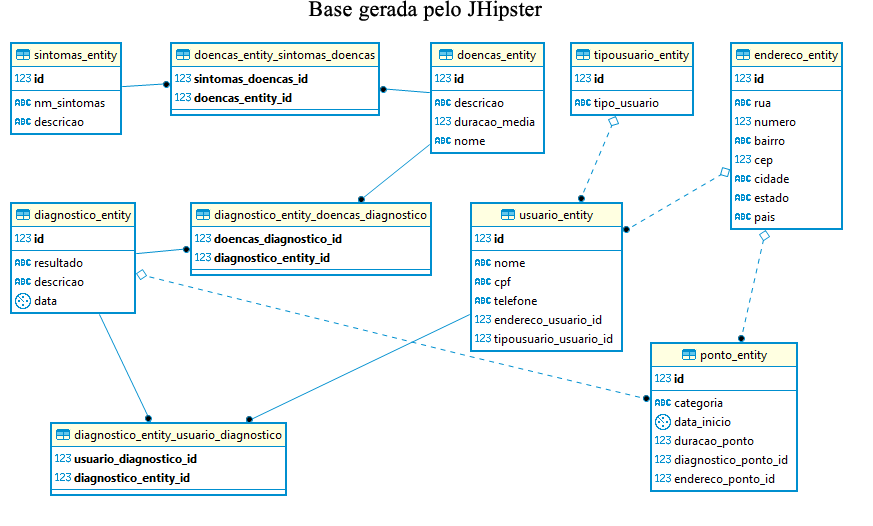 Base gerada pelo JHipster
sintomas_entity
123 id
ABC nm_sintomas
ABC descricao
doencas_entity_sintomas_doencas
123 sintomas_doencas_id
123 doencas_entity_id
doencas_entity
123 id
ABC descricao
123 duracao_media
ABC nome
tipousuario_entity
123 id
ABC tipo_usuario
endereco_entity
123 id
ABC rua
123 numero
ABC bairro
123 cep
ABC cidade
ABC estado
ABC pais
diagnostico_entity
123 id
ABC resultado
ABC descricao
data
diagnostico_entity_doencas_diagnostico
123 doencas_diagnostico_id
123 diagnostico_entity_id
usuario_entity
123 id
ABC nome
ABC cpf
ABC telefone
123 endereco_usuario_id
123 tipousuario_usuario_id
ponto_entity
123 id
ABC categoria
data_inicio
123 duracao_ponto
123 diagnostico_ponto_id
123 endereco_ponto_id
diagnostico_entity_usuario_diagnostico
123 usuario_diagnostico_id
123 diagnostico_entity_id